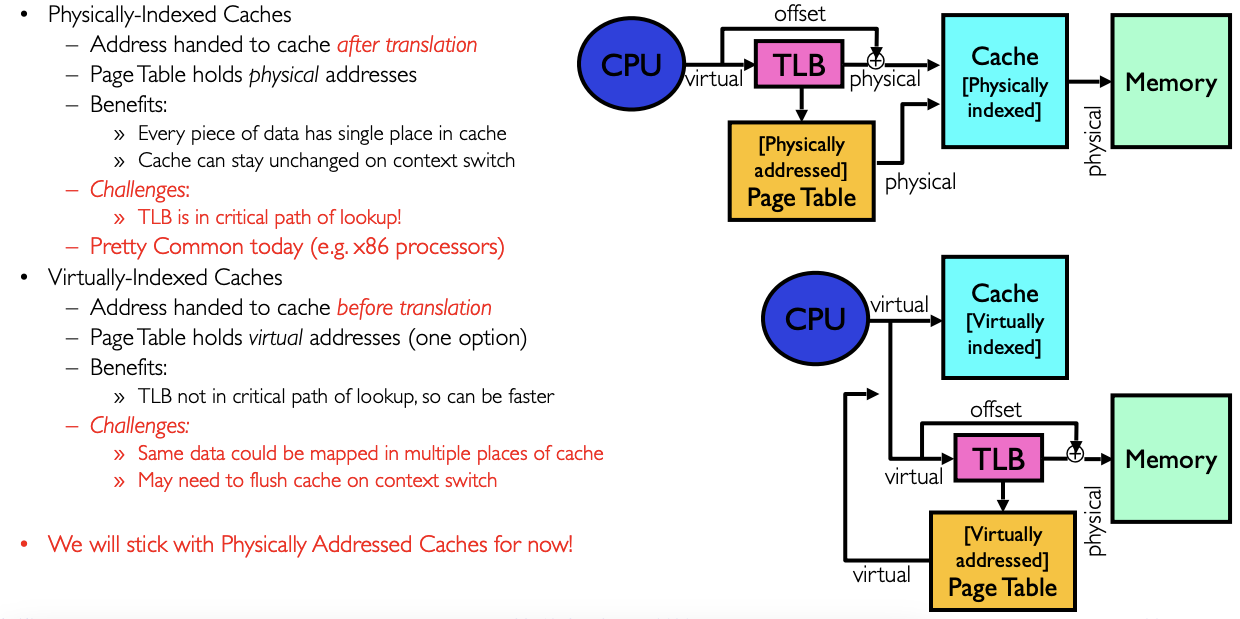 • Physically-Indexed Caches
– Address handed to cache after translation
– Page Table holds physical addresses
– Benefits:
» Every piece of data has single place in cache
» Cache can stay unchanged on context switch
– Challenges:
» TLB is in critical path of lookup!
– Pretty Common today (e.g. x86 processors)
• Virtually-Indexed Caches
– Address handed to cache before translation
– Page Table holds virtual addresses (one option)
– Benefits:
» TLB not in critical path of lookup, so can be faster
– Challenges:
» Same data could be mapped in multiple places of cache
» May need to flush cache on context switch
• We will stick with Physically Addressed Caches for now!
offset
CPU
virtual
TLB
physical
Cache
[Physically
indexed]
physical
Memory
[Physically
addressed]
Page Table
physical
CPU
virtual
Cache
[Virtually
indexed]
offset
virtual
TLB
physical
Memory
[Virtually
addressed]
Page Table
virtual